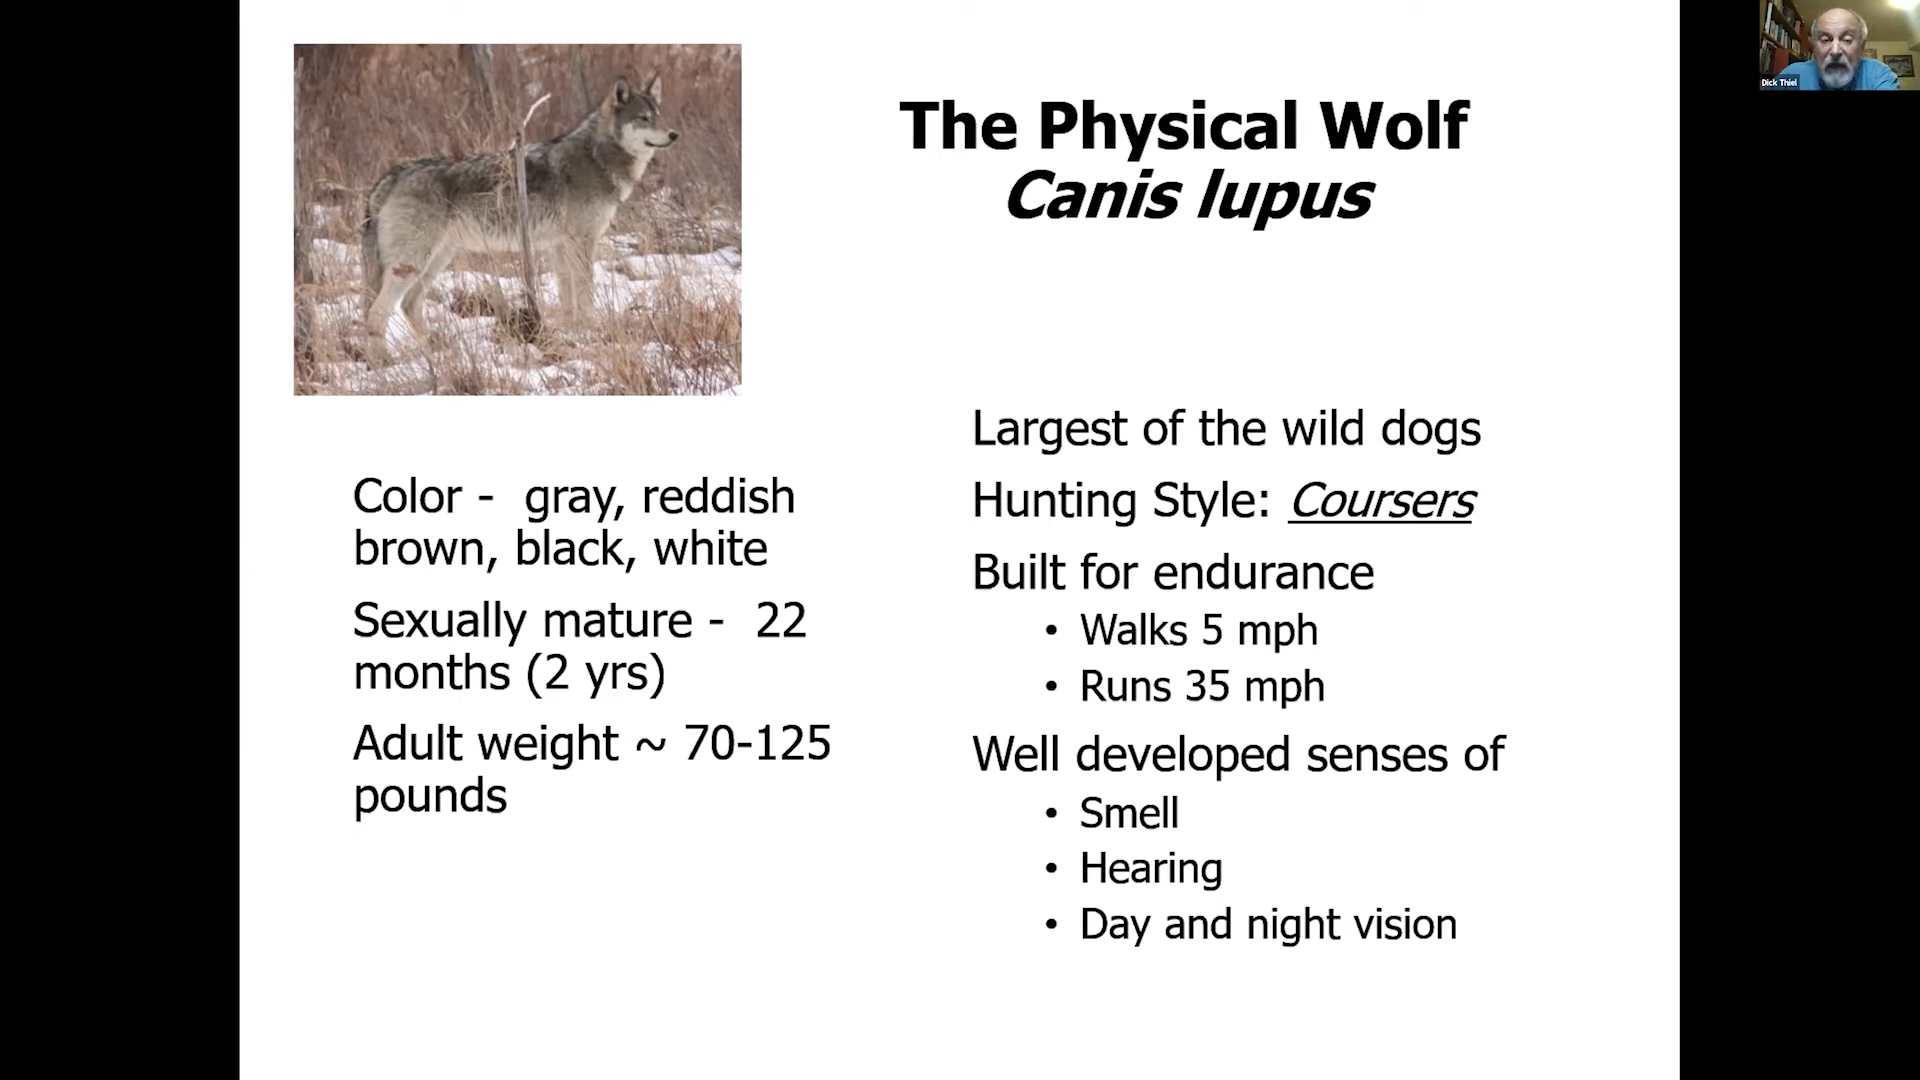 The Physical Wolf
Canis lupus
Color -  gray, reddish
brown, black, white
Sexually mature -  22
months (2 yrs)
Adult weight ~ 70-125
pounds
Largest of the wild dogs
Hunting Style: Coursers
Built for endurance
• Walks 5 mph
• Runs 35 mph
Well developed senses of
• Smell
• Hearing
• Day and night vision
Dick Thiel